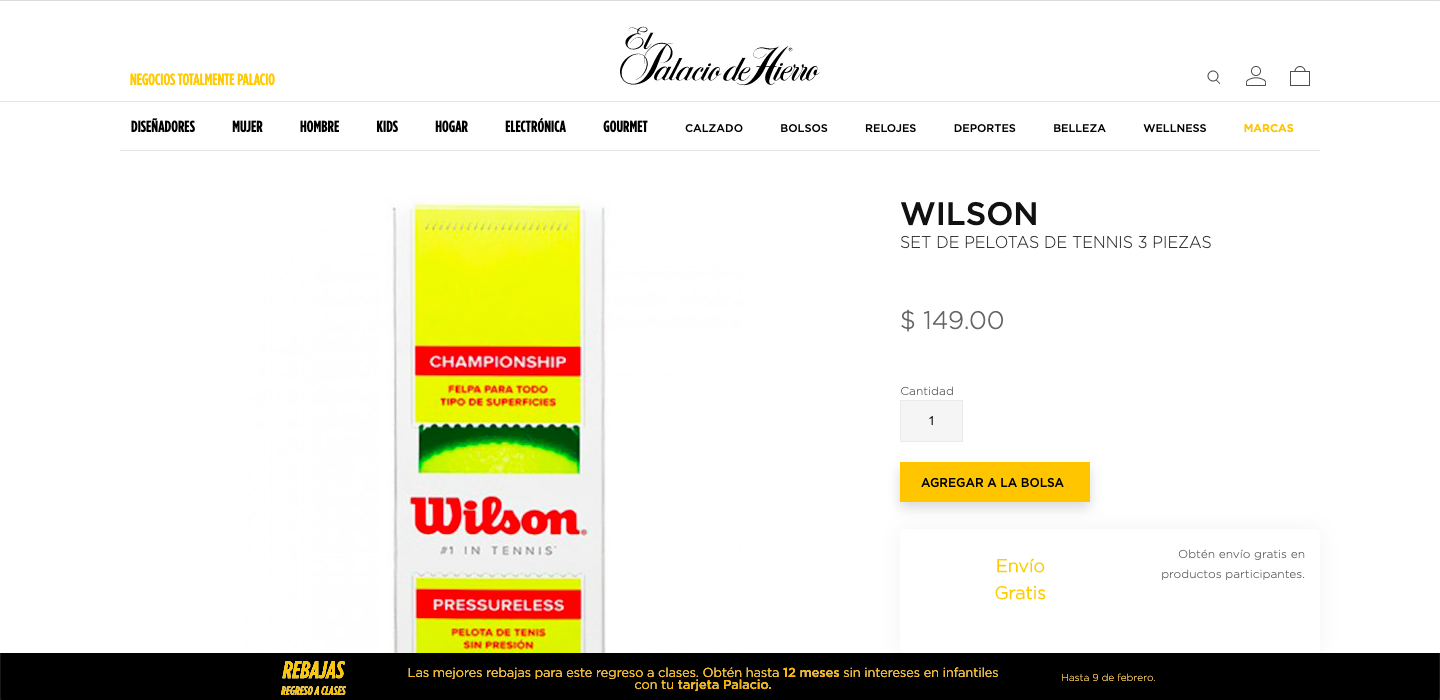 El
Palacio de Hierro®
NEGOCIOS TOTALMENTE PALACIO
DISEÑADORES MUJER HOMBRE KIDS HOGAR ELECTRÓNICA GOURMET CALZADO BOLSOS RELOJES DEPORTES BELLEZA WELLNESS MARCAS
CHAMPIONSHIP
FELPA PARA TODO
TIPO DE SUPERFICIES
Wilson®
#1 IN TENNIS
PRESSURELESS
PELOTA DE TENIS
SIN PRESIÓN
WILSON
SET DE PELOTAS DE TENNIS 3 PIEZAS
$ 149.00
Cantidad
1
AGREGAR A LA BOLSA
Envío
Gratis
Obtén envío gratis en
productos participantes.
REBAJAS
REGRESO A CLASES
Las mejores rebajas para este regreso a clases. Obtén hasta 12 meses sin intereses en infantiles
con tu tarjeta Palacio.
Hasta 9 de febrero.